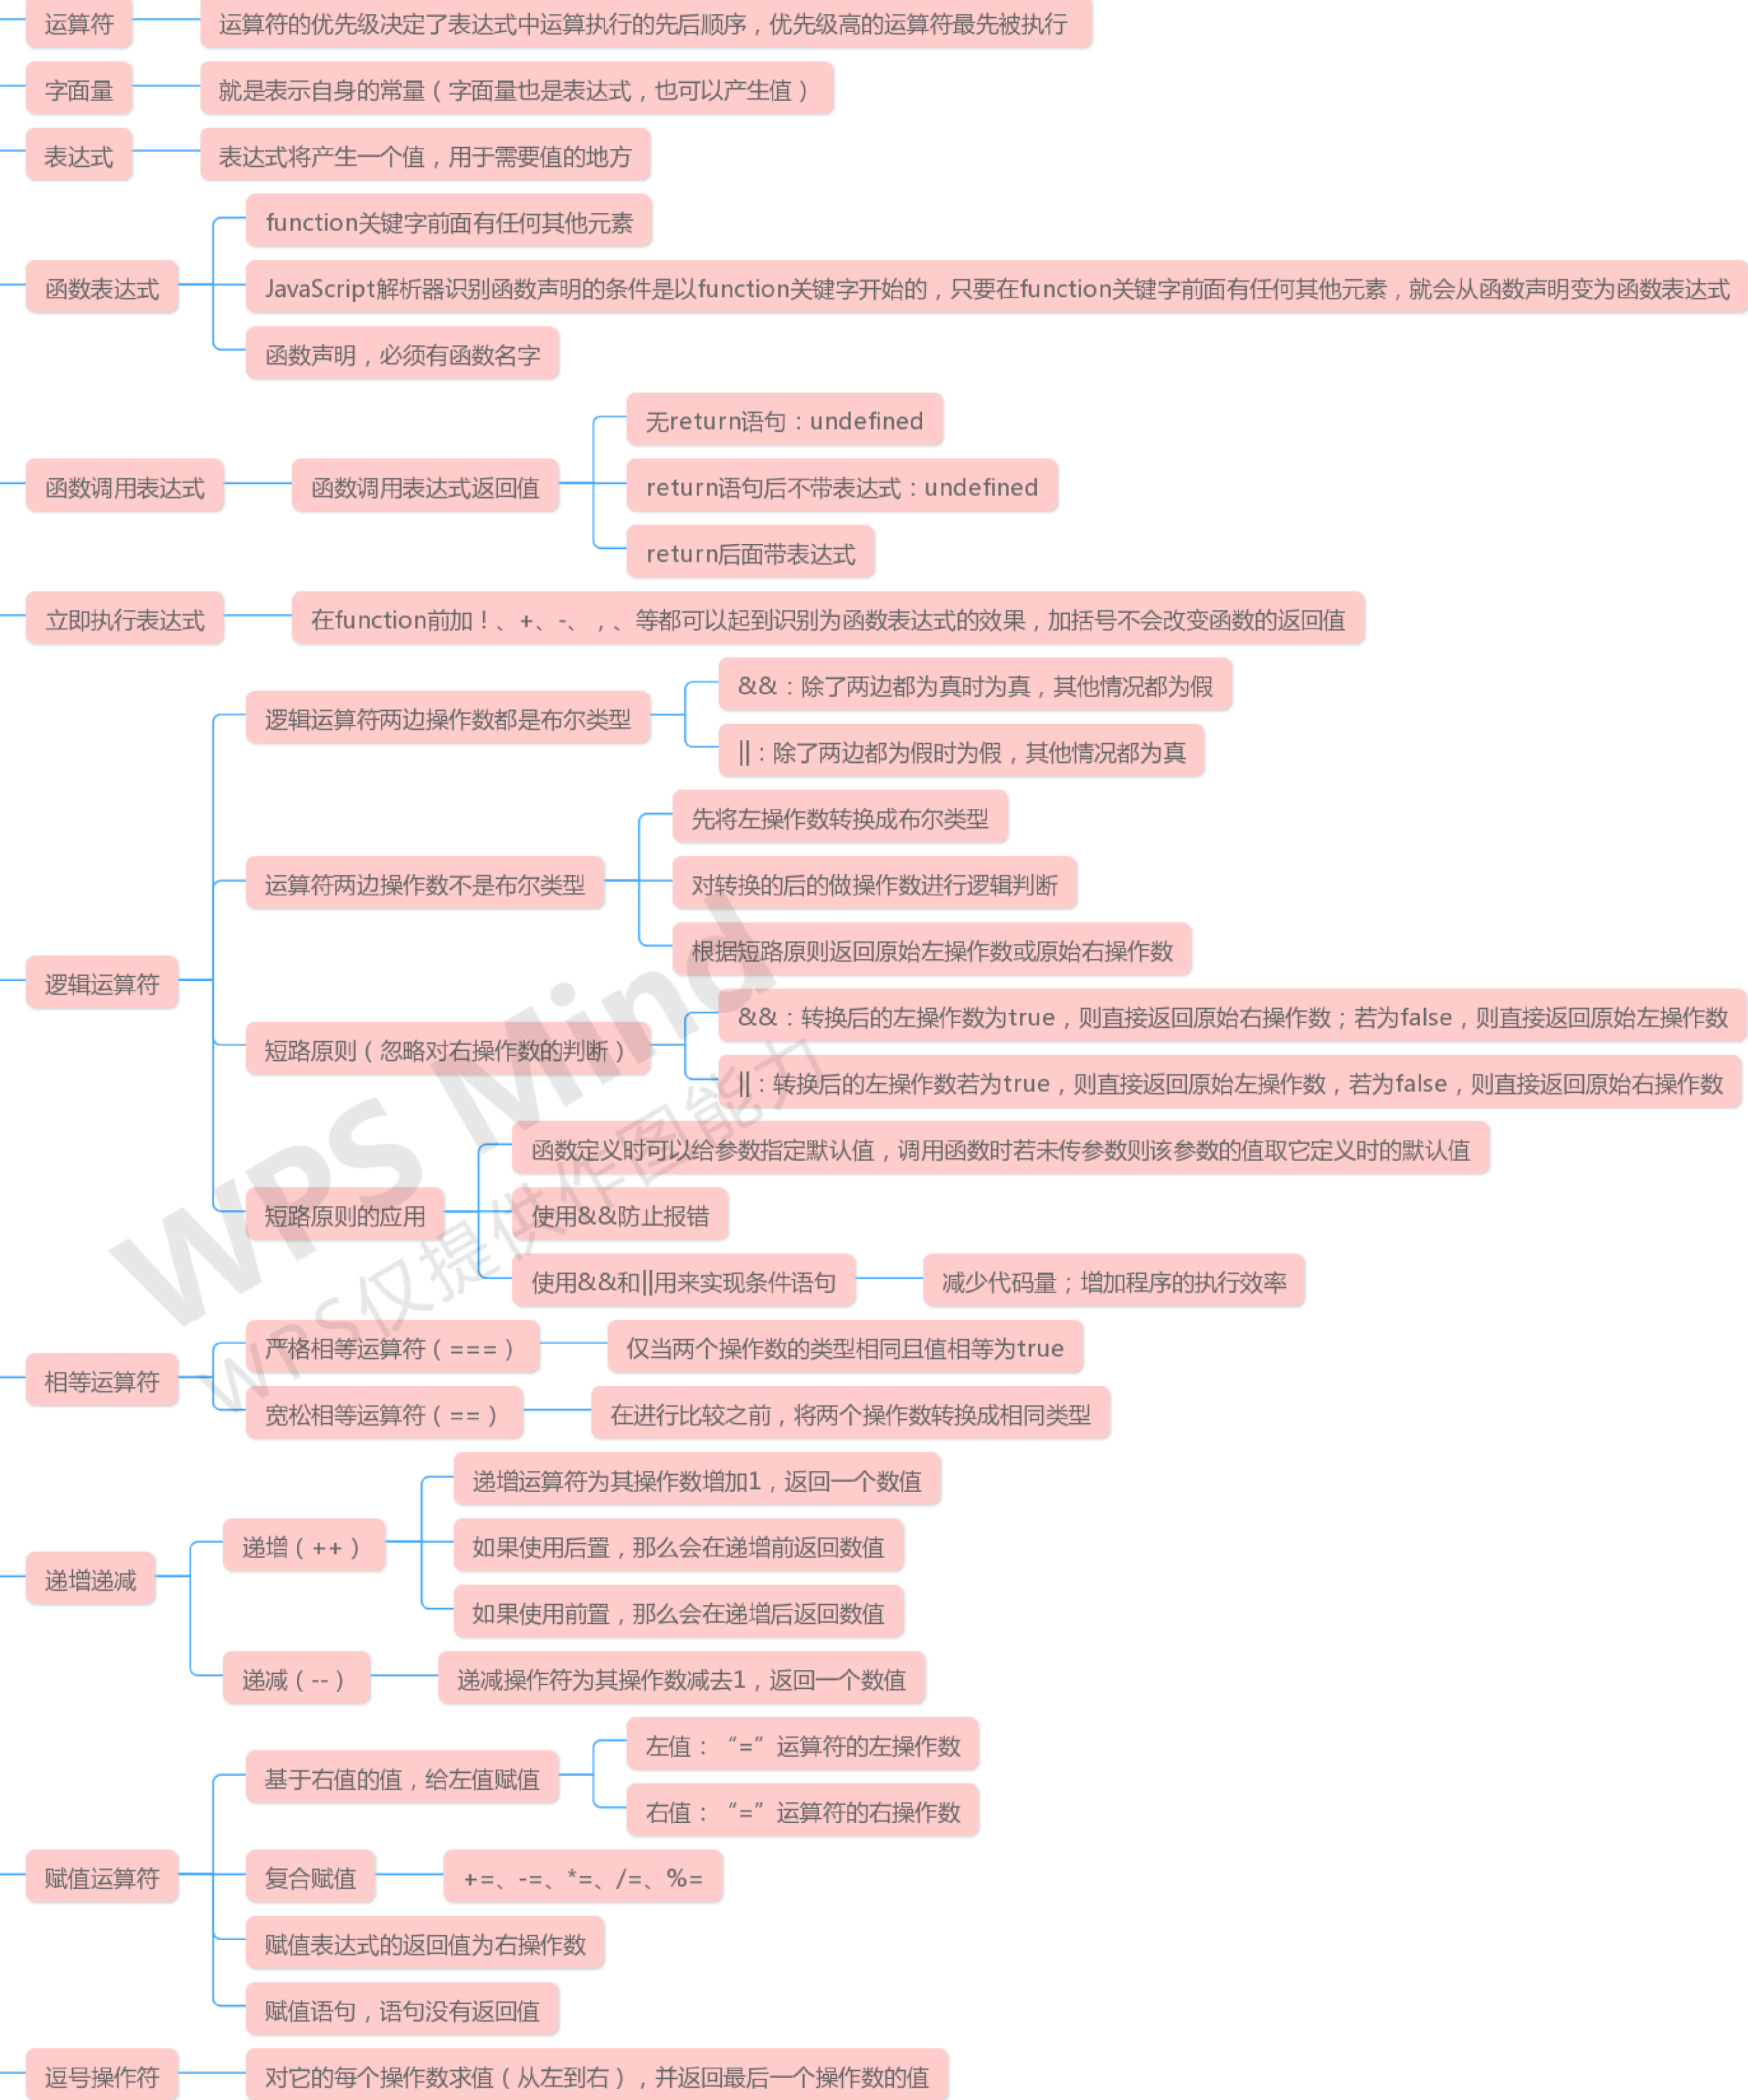 运算符
运算符的优先级决定了表达式中运算执行的先后顺序，优先级高的运算符最先被执行
字面量
就是表示自身的常量（字面量也是表达式，也可以产生值）
表达式
表达式将产生一个值，用于需要值的地方
函数表达式
function关键字前面有任何其他元素
JavaScript解析器识别函数声明的条件是以function关键字开始的，只要在function关键字前面有任何其他元素，就会从函数声明变为函数表达式
函数声明，必须有函数名字
函数调用表达式
函数调用表达式返回值
无return语句：undefined
return语句后不带表达式：undefined
return后面带表达式
立即执行表达式
在function前加！、+、-、，、等都可以起到识别为函数表达式的效果，加括号不会改变函数的返回值
逻辑运算符
逻辑运算符两边操作数都是布尔类型
&&：除了两边都为真时为真，其他情况都为假
||：除了两边都为假时为假，其他情况都为真
运算符两边操作数不是布尔类型
先将左操作数转换成布尔类型
对转换的后的做操作数进行逻辑判断
根据短路原则返回原始左操作数或原始右操作数
短路原则（忽略对右操作数的判断）
&&：转换后的左操作数为true，则直接返回原始右操作数；若为false，则直接返回原始左操作数
||：转换后的左操作数若为true，则直接返回原始左操作数，若为false，则直接返回原始右操作数
短路原则的应用
函数定义时可以给参数指定默认值，调用函数时若未传参数则该参数的值取它定义时的默认值
使用&&防止报错
使用&&和||用来实现条件语句
减少代码量；增加程序的执行效率
相等运算符
严格相等运算符（===）
仅当两个操作数的类型相同且值相等为true
宽松相等运算符（==）
在进行比较之前，将两个操作数转换成相同类型
递增递减
递增（++）
递增运算符为其操作数增加1，返回一个数值
如果使用后置，那么会在递增前返回数值
如果使用前置，那么会在递增后返回数值
递减（--）
递减操作符为其操作数减去1，返回一个数值
赋值运算符
基于右值的值，给左值赋值
左值：“=”运算符的左操作数
右值：“=”运算符的右操作数
复合赋值
+=、-=、*=、/=、%=
赋值表达式的返回值为右操作数
赋值语句，语句没有返回值
逗号操作符
对它的每个操作数求值（从左到右），并返回最后一个操作数的值
WPS Mind
WPS仅提供作图能力